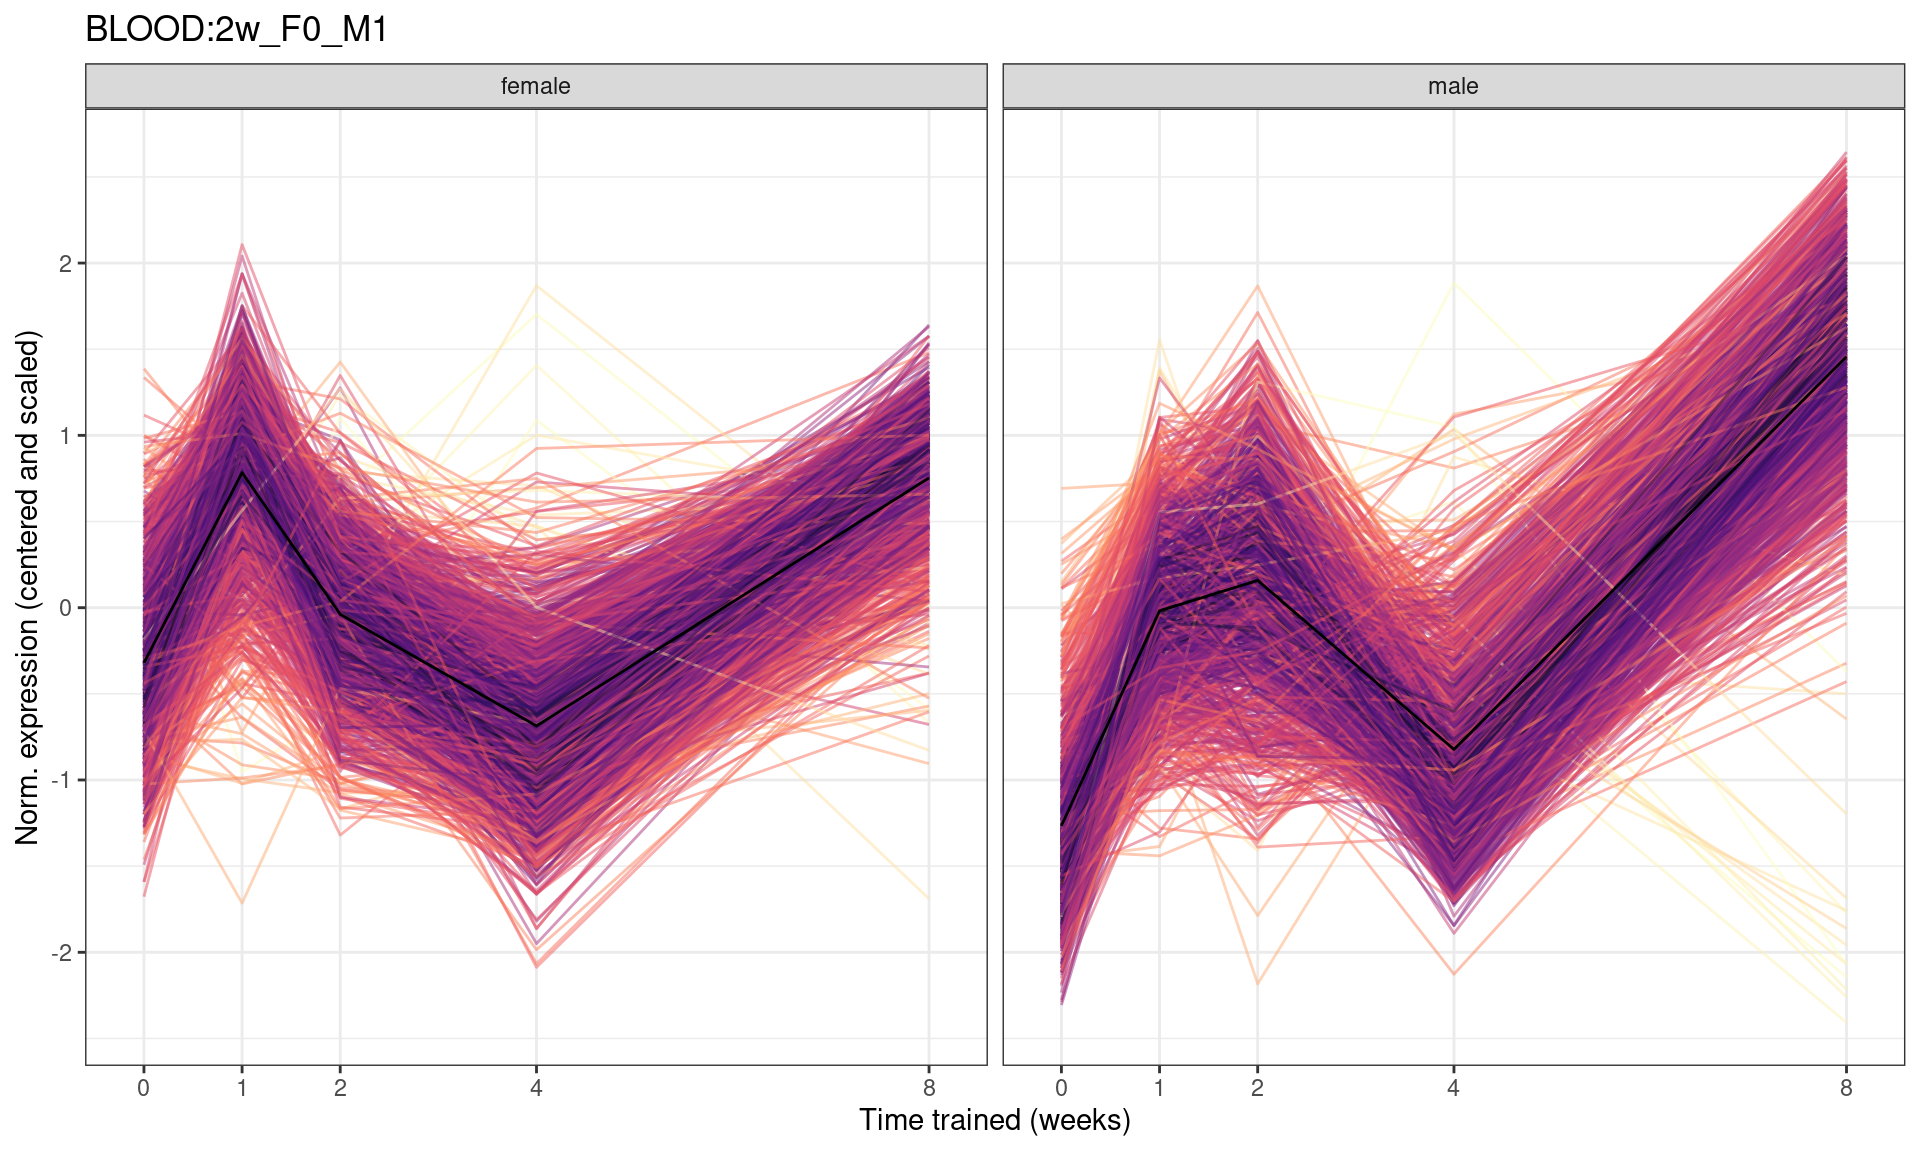 BLOOD:2w_F0_M1
female
male
Norm. expression (centered and scaled)
2
1
0
-1
-2
0 1 2 4 8
0 1 2 4 8
Time trained (weeks)